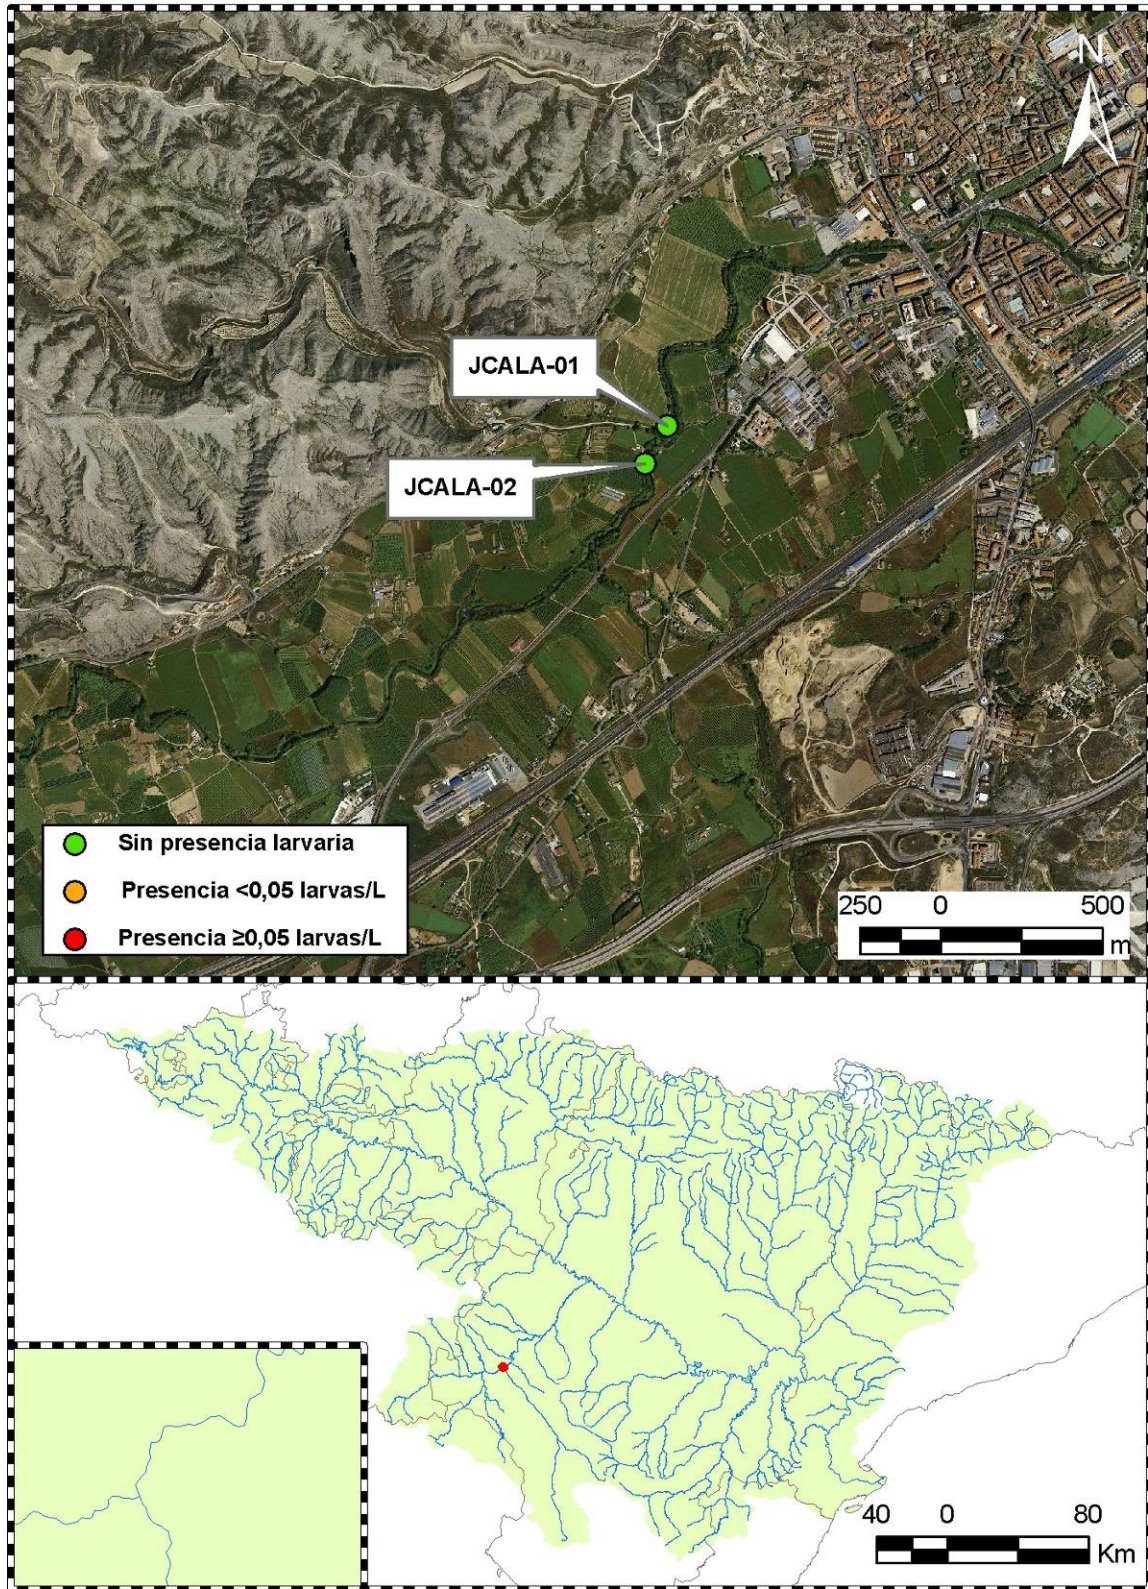 N
JCALA-01
JCALA-02
Sin presencia larvaria
Presencia <0,05 larvas/L
Presencia ≥0,05 larvas/L
250 0 500
m
40 0 80
Km